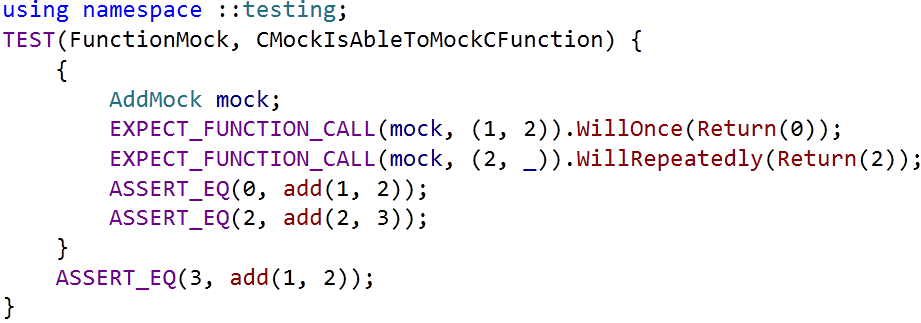 using namespace ::testing;
TEST(FunctionMock, CMockIsAbleToMockCFunction) {
    {
        AddMock mock;
        EXPECT_FUNCTION_CALL(mock, (1, 2)).WillOnce(Return(0));
        EXPECT_FUNCTION_CALL(mock, (2, _)).WillRepeatedly(Return(2));
        ASSERT_EQ(0, add(1, 2));
        ASSERT_EQ(2, add(2, 3));
    }
    ASSERT_EQ(3, add(1, 2));
}